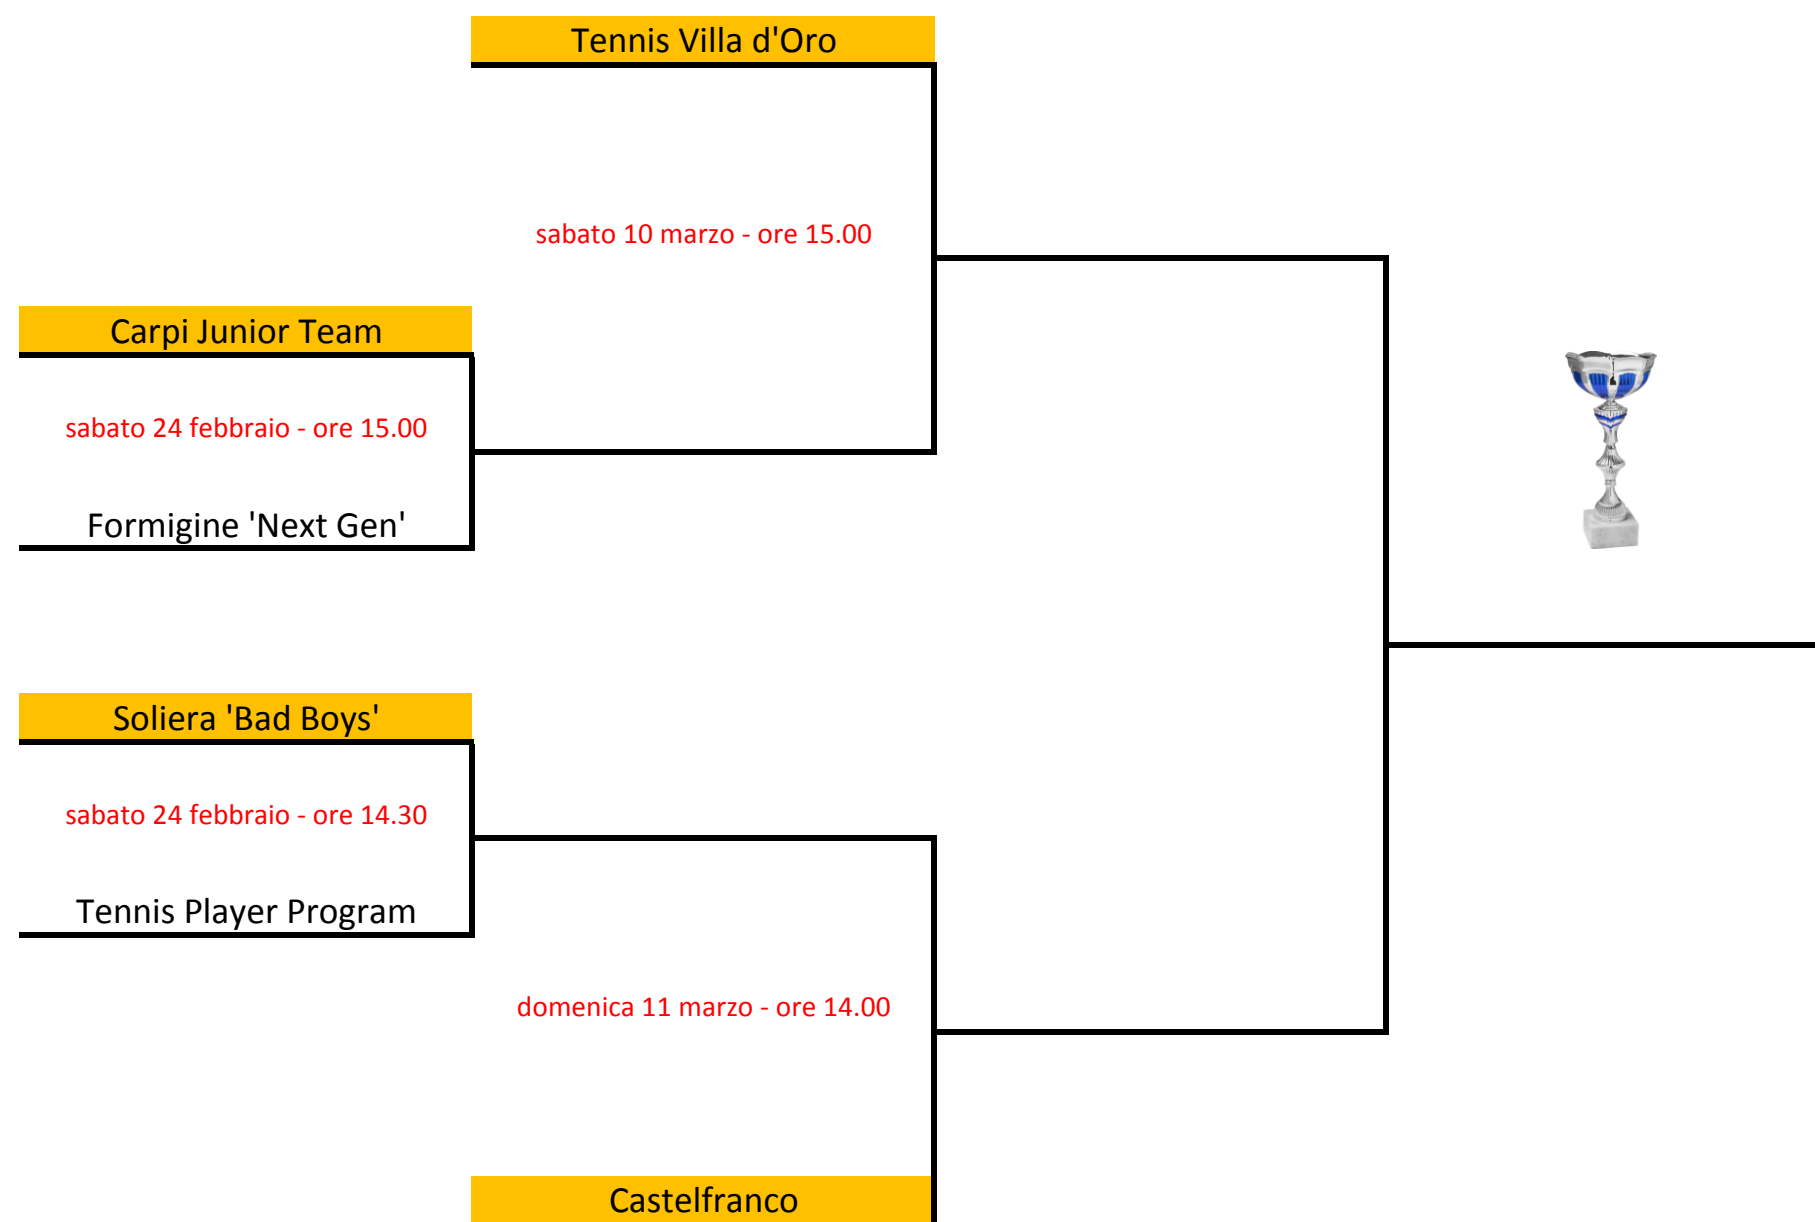 Tennis Villa d'Oro
sabato 10 marzo - ore 15.00
Carpi Junior Team
sabato 24 febbraio - ore 15.00
Formigine 'Next Gen'
Soliera 'Bad Boys'
sabato 24 febbraio - ore 14.30
Tennis Player Program
domenica 11 marzo - ore 14.00
Castelfranco